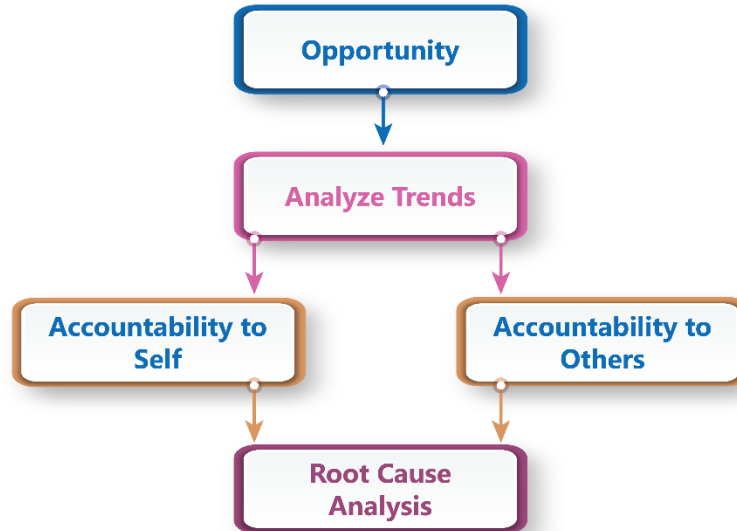 Opportunity
Analyze Trends
Accountability to
Self
Accountability to
Others
Root Cause
Analysis